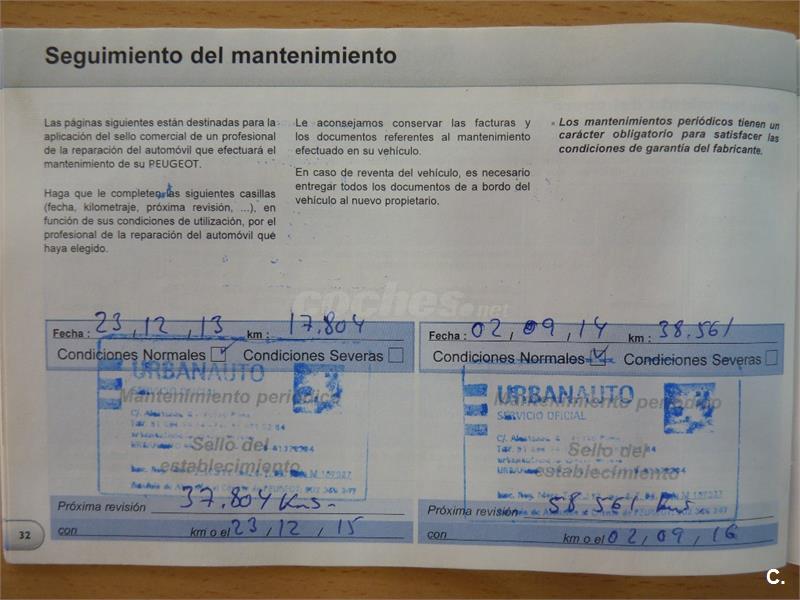 Seguimiento del mantenimiento
Las páginas siguientes están destinadas para la
aplicación del sello comercial de un profesional
de la reparación del automóvil que efectuará el
mantenimiento de su PEUGEOT.
Haga que le completen las siguientes casillas
(fecha, kilometraje, próxima revisión, ...), en
función de sus condiciones de utilización, por el
profesional de la reparación del automóvil que
haya elegido.
Le aconsejamos conservar las facturas y
los documentos referentes al mantenimiento
efectuado en su vehículo.
En caso de reventa del vehículo, es necesario
entregar todos los documentos de a bordo del
vehículo al nuevo propietario.
Los mantenimientos periódicos tienen un
carácter obligatorio para satisfacer las
condiciones de garantía del fabricante.
coches.net
Fecha : 23, 12, 13 km : 17.804
Condiciones Normales Condiciones Severas
URBANAUTO
SERVICIO OFICIAL
Mantenimiento periódico
Sello del
establecimiento
Próxima revisión 37.804 Kms.
con km o el 23, 12, 15
Fecha : 02, 09, 14 km : 38.561
Condiciones Normales Condiciones Severas
URBANAUTO
SERVICIO OFICIAL
Mantenimiento periódico
Sello del
establecimiento
Próxima revisión 58.561 Kms.
con km o el 02, 09, 16
32
C.